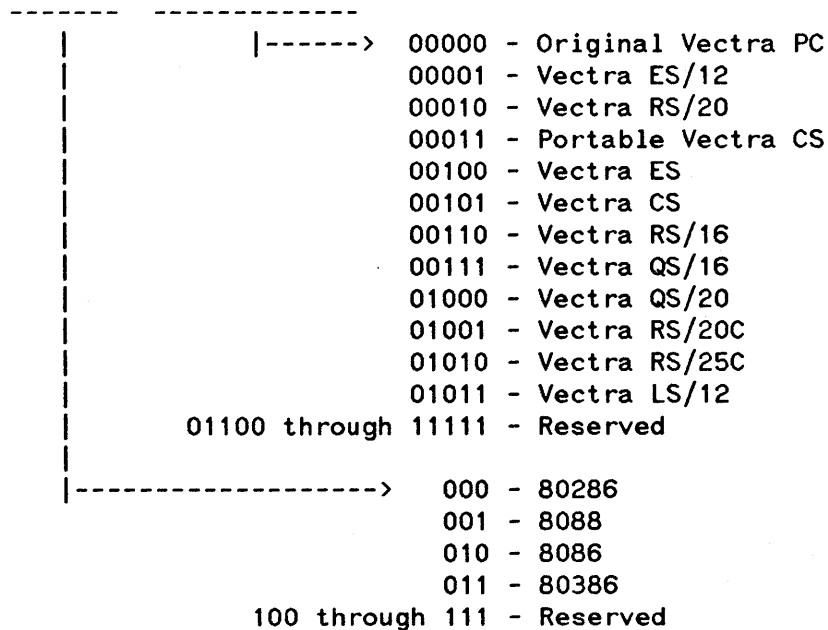 ------- -------------
| |------> 00000 - Original Vectra PC
| 00001 - Vectra ES/12
| 00010 - Vectra RS/20
| 00011 - Portable Vectra CS
| 00100 - Vectra ES
| 00101 - Vectra CS
| 00110 - Vectra RS/16
| 00111 - Vectra QS/16
| 01000 - Vectra QS/20
| 01001 - Vectra RS/20C
| 01010 - Vectra RS/25C
| 01011 - Vectra LS/12
| 01100 through 11111 - Reserved
|
|-------------------> 000 - 80286
001 - 8088
010 - 8086
011 - 80386
100 through 111 - Reserved